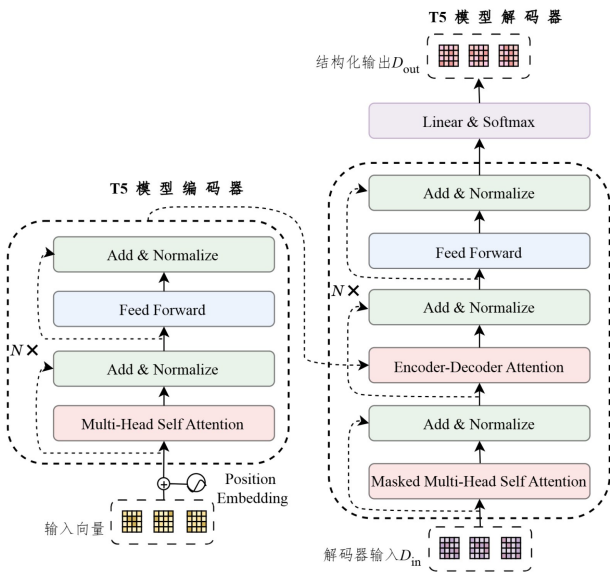 T5 模型解码器
结构化输出D_out
Linear & Softmax
Add & Normalize
Feed Forward
N×
Add & Normalize
Encoder-Decoder Attention
Add & Normalize
Masked Multi-Head Self Attention
解码器输入D_in
T5 模型编码器
Add & Normalize
Feed Forward
N×
Add & Normalize
Multi-Head Self Attention
Position
Embedding
输入向量